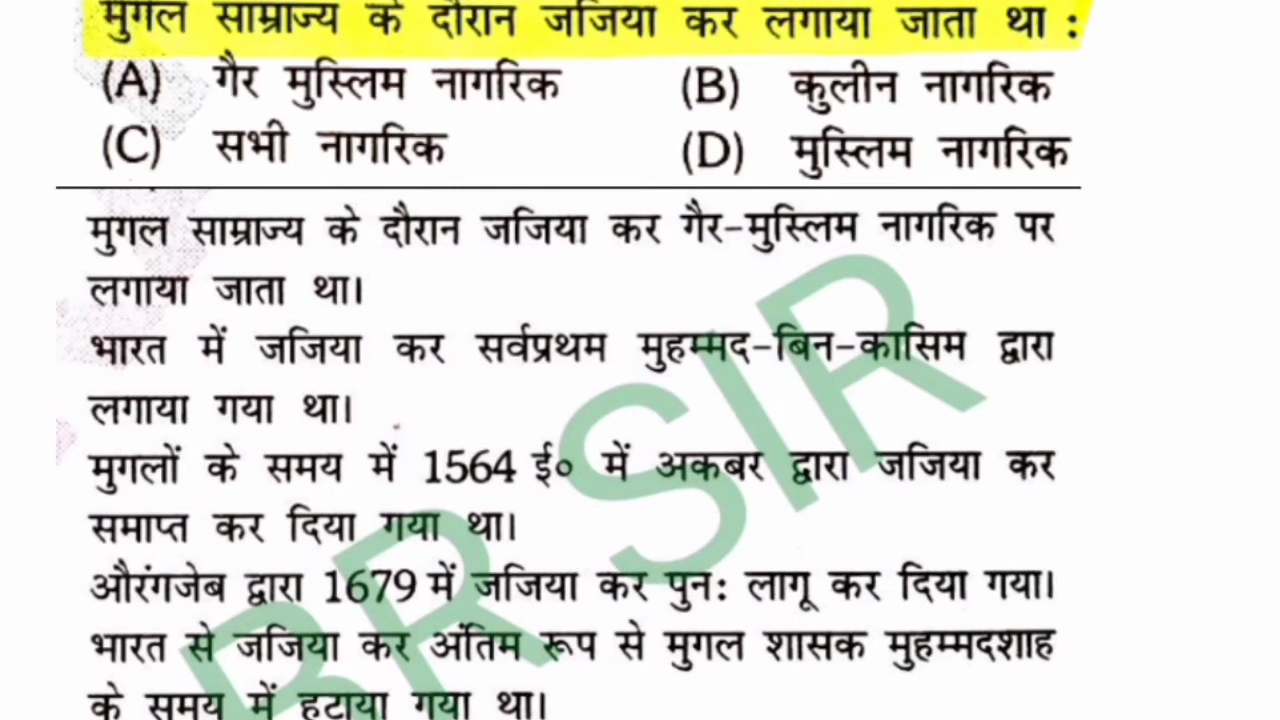 मुगल साम्राज्य के दौरान जजिया कर लगाया जाता था :
(A) गैर मुस्लिम नागरिक (B) कुलीन नागरिक
(C) सभी नागरिक (D) मुस्लिम नागरिक
मुगल साम्राज्य के दौरान जजिया कर गैर-मुस्लिम नागरिक पर
लगाया जाता था।
भारत में जजिया कर सर्वप्रथम मुहम्मद-बिन-कासिम द्वारा
लगाया गया था।
मुगलों के समय में 1564 ई० में अकबर द्वारा जजिया कर
समाप्त कर दिया गया था।
औरंगजेब द्वारा 1679 में जजिया कर पुन: लागू कर दिया गया।
भारत से जजिया कर अंतिम रूप से मुगल शासक मुहम्मदशाह
के समय में हटाया गया था।
BR SIR